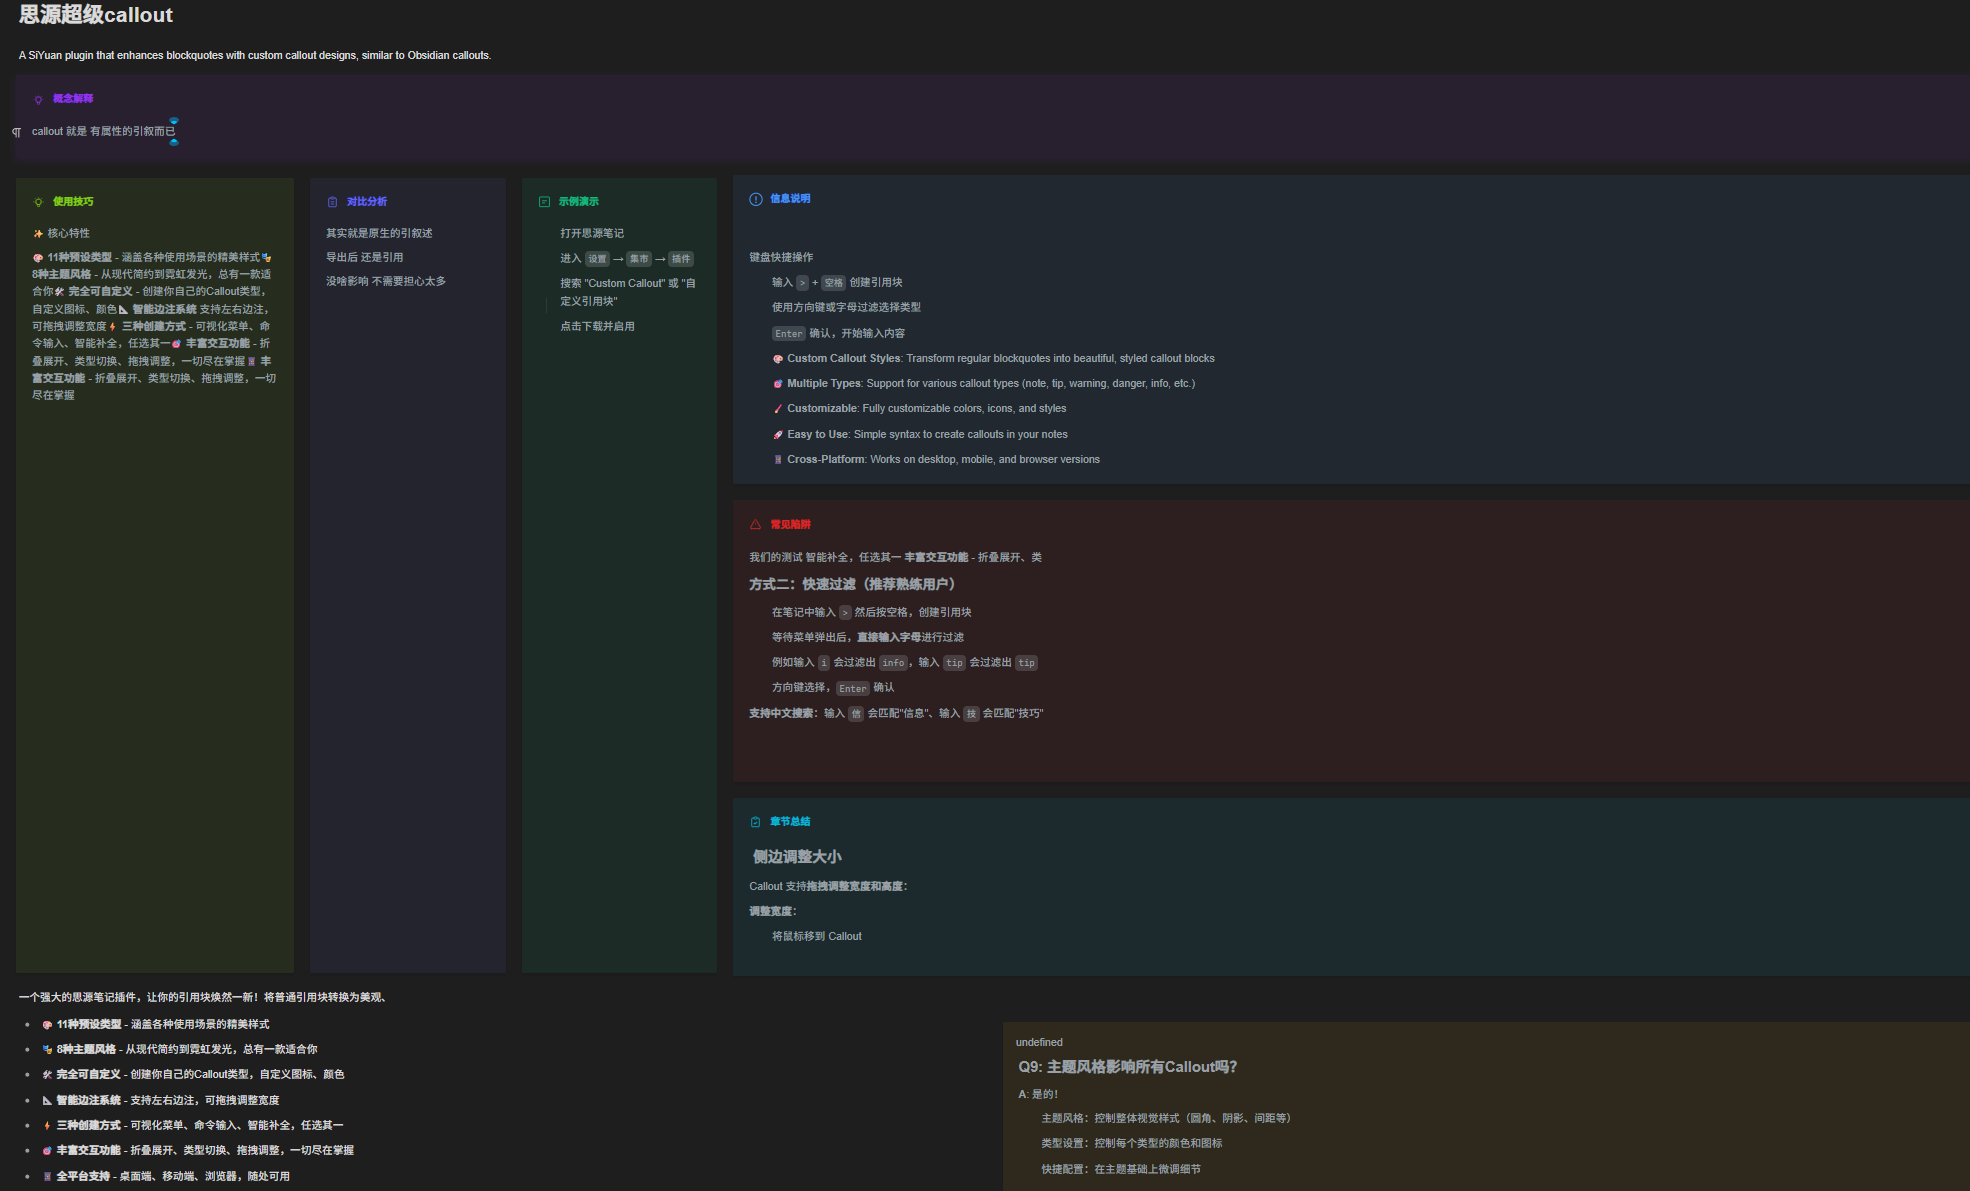 思源超级callout
A SiYuan plugin that enhances blockquotes with custom callout designs, similar to Obsidian callouts.
概念解释
callout 就是 有属性的引叙而已
使用技巧
✨ 核心特性
🎨 11种预设类型 - 涵盖各种使用场景的精美样式🎭
8种主题风格 - 从现代简约到霓虹发光，总有一款适
合你🛠 完全可自定义 - 创建你自己的Callout类型，
自定义图标、颜色📐 智能边注系统 支持左右边注，
可拖拽调整宽度⚡ 三种创建方式 - 可视化菜单、命
令输入、智能补全，任选其一🎯 丰富交互功能 - 折
叠展开、类型切换、拖拽调整，一切尽在掌握📱 丰
富交互功能 - 折叠展开、类型切换、拖拽调整，一切
尽在掌握
对比分析
其实就是原生的引叙述
导出后 还是引用
没啥影响 不需要担心太多
示例演示
打开思源笔记
进入 设置 → 集市 → 插件
搜索 "Custom Callout" 或 "自
定义引用块"
点击下载并启用
信息说明
键盘快捷操作
输入 > + 空格 创建引用块
使用方向键或字母过滤选择类型
Enter 确认，开始输入内容
🎨 Custom Callout Styles: Transform regular blockquotes into beautiful, styled callout blocks
🎯 Multiple Types: Support for various callout types (note, tip, warning, danger, info, etc.)
🖌 Customizable: Fully customizable colors, icons, and styles
🚀 Easy to Use: Simple syntax to create callouts in your notes
📱 Cross-Platform: Works on desktop, mobile, and browser versions
常见陷阱
我们的测试 智能补全，任选其一 丰富交互功能 - 折叠展开、类
方式二：快速过滤（推荐熟练用户）
在笔记中输入 > 然后按空格，创建引用块
等待菜单弹出后，直接输入字母进行过滤
例如输入 i 会过滤出 info，输入 tip 会过滤出 tip
方向键选择，Enter 确认
支持中文搜索：输入 信 会匹配"信息"、输入 技 会匹配"技巧"
章节总结
侧边调整大小
Callout 支持拖拽调整宽度和高度：
调整宽度：
将鼠标移到 Callout
一个强大的思源笔记插件，让你的引用块焕然一新！将普通引用块转换为美观、
• 🎨 11种预设类型 - 涵盖各种使用场景的精美样式
• 🎭 8种主题风格 - 从现代简约到霓虹发光，总有一款适合你
• 🛠 完全可自定义 - 创建你自己的Callout类型，自定义图标、颜色
• 📐 智能边注系统 - 支持左右边注，可拖拽调整宽度
• ⚡ 三种创建方式 - 可视化菜单、命令输入、智能补全，任选其一
• 🎯 丰富交互功能 - 折叠展开、类型切换、拖拽调整，一切尽在掌握
• 📱 全平台支持 - 桌面端、移动端、浏览器，随处可用
undefined
Q9: 主题风格影响所有Callout吗？
A: 是的！
主题风格：控制整体视觉样式（圆角、阴影、间距等）
类型设置：控制每个类型的颜色和图标
快捷配置：在主题基础上微调细节